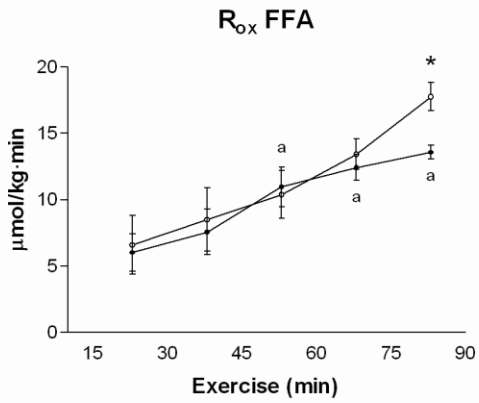 Rox FFA
20
15
10
5
0
μmol/kg·min
*
a
a
a
15 30 45 60 75 90
Exercise (min)